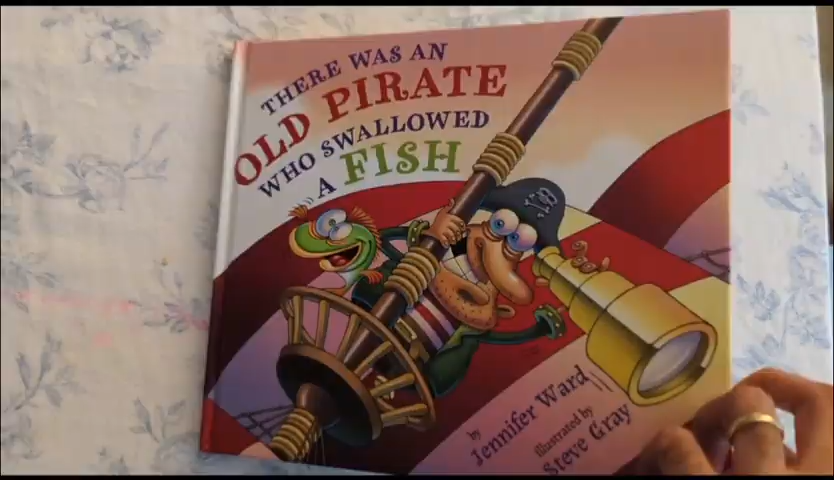 THERE WAS AN
OLD PIRATE
WHO SWALLOWED
A FISH
by
Jennifer Ward
illustrated by
Steve Gray